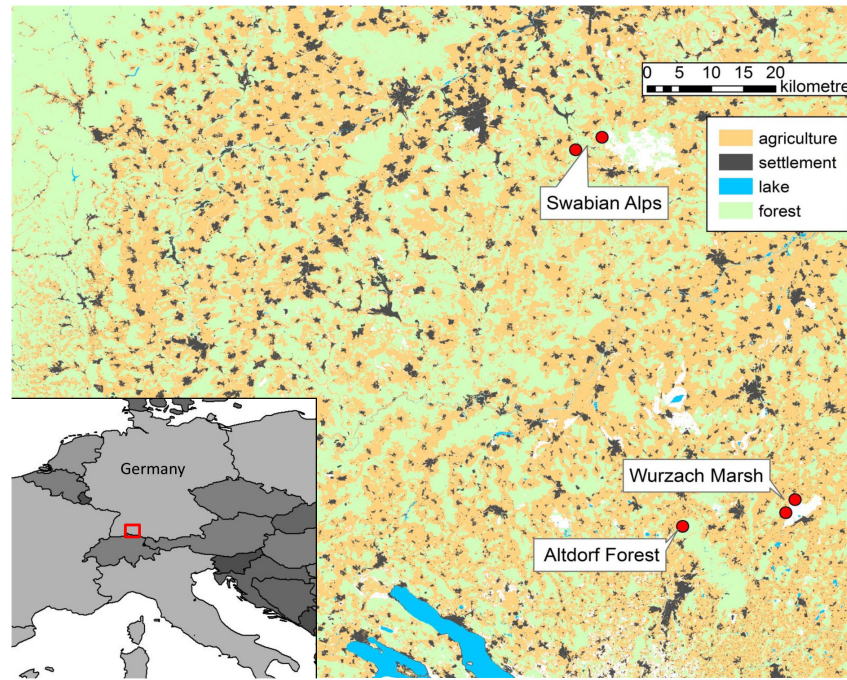 0 5 10 15 20
kilometre
agriculture
settlement
lake
forest
Swabian Alps
Germany
Wurzach Marsh
Altdorf Forest